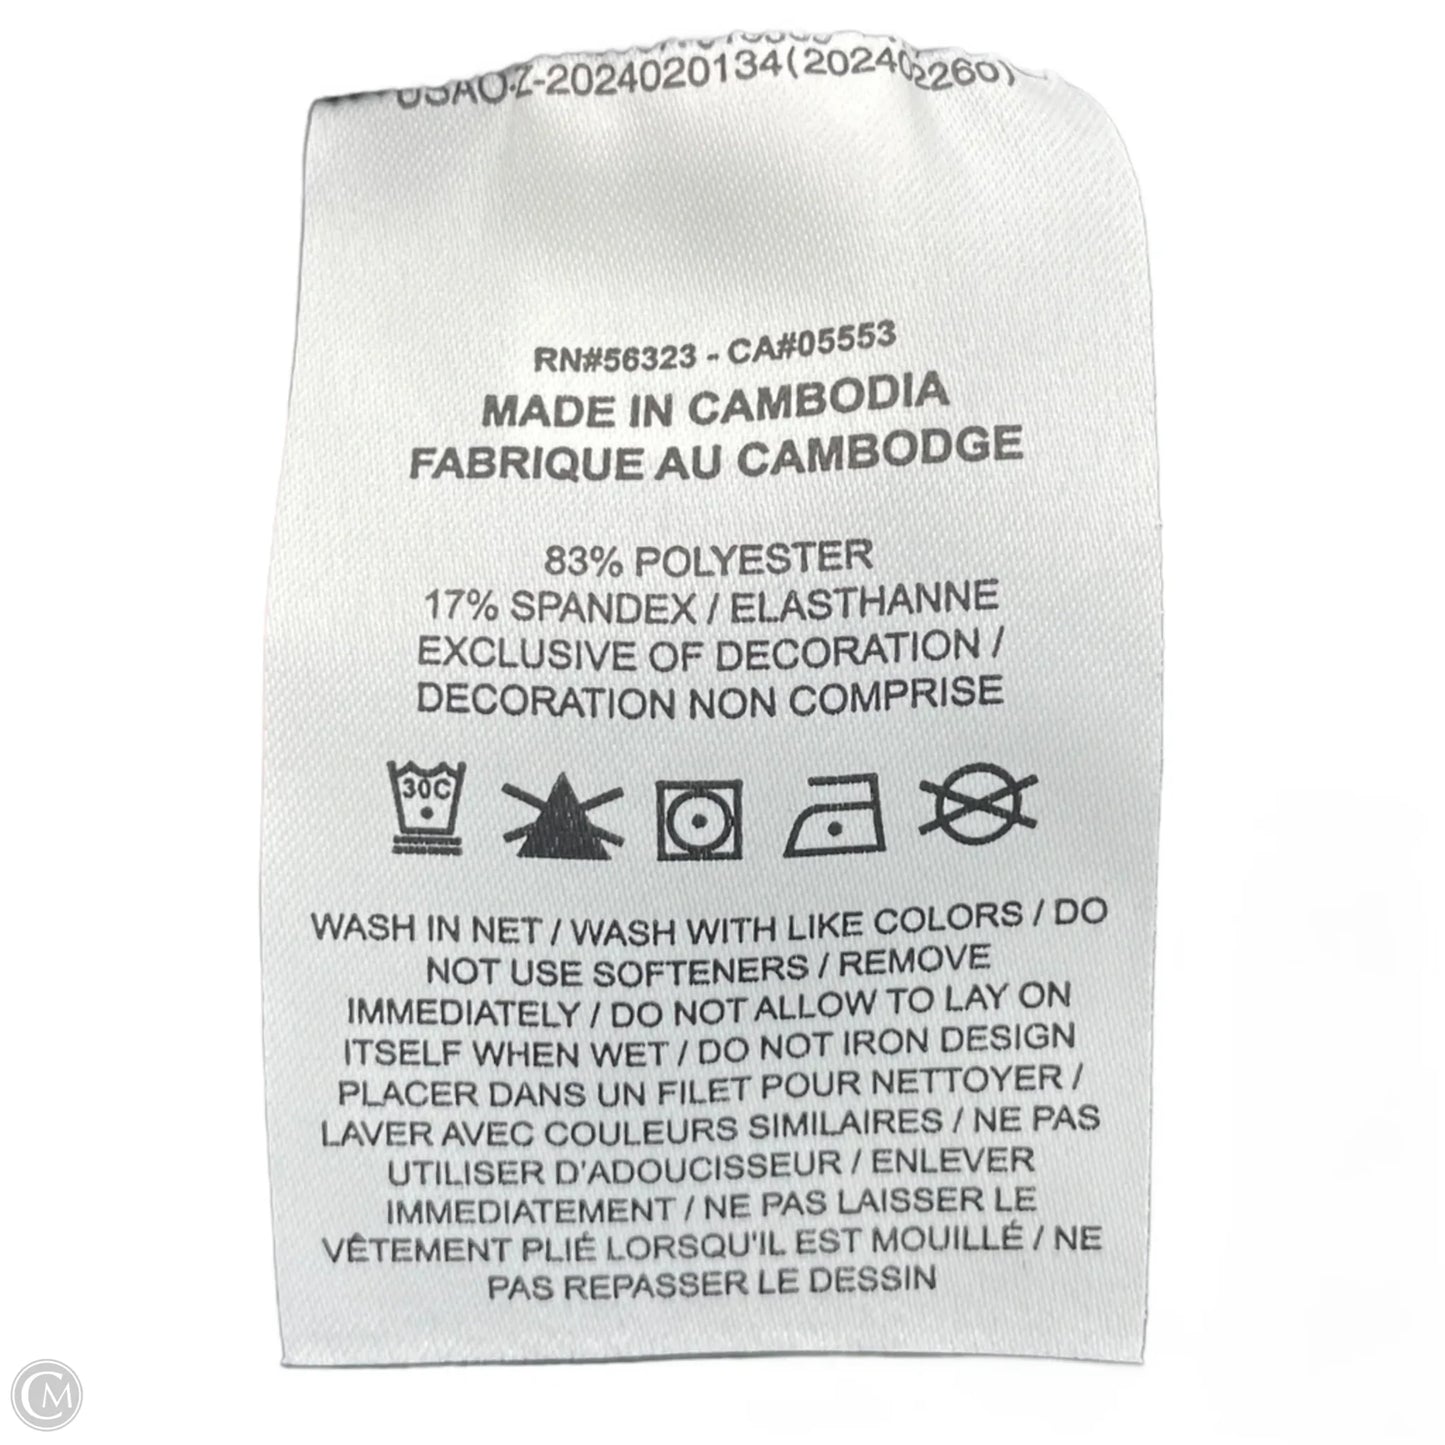 Z-2024020134(202402260)
RN#56323 - CA#05553
MADE IN CAMBODIA
FABRIQUE AU CAMBODGE
83% POLYESTER
17% SPANDEX / ELASTHANNE
EXCLUSIVE OF DECORATION /
DECORATION NON COMPRISE
30C
WASH IN NET / WASH WITH LIKE COLORS / DO
NOT USE SOFTENERS / REMOVE
IMMEDIATELY / DO NOT ALLOW TO LAY ON
ITSELF WHEN WET / DO NOT IRON DESIGN
PLACER DANS UN FILET POUR NETTOYER /
LAVER AVEC COULEURS SIMILAIRES / NE PAS
UTILISER D'ADOUCISSEUR / ENLEVER
IMMEDIATEMENT / NE PAS LAISSER LE
VÊTEMENT PLIÉ LORSQU'IL EST MOUILLÉ / NE
PAS REPASSER LE DESSIN
CM